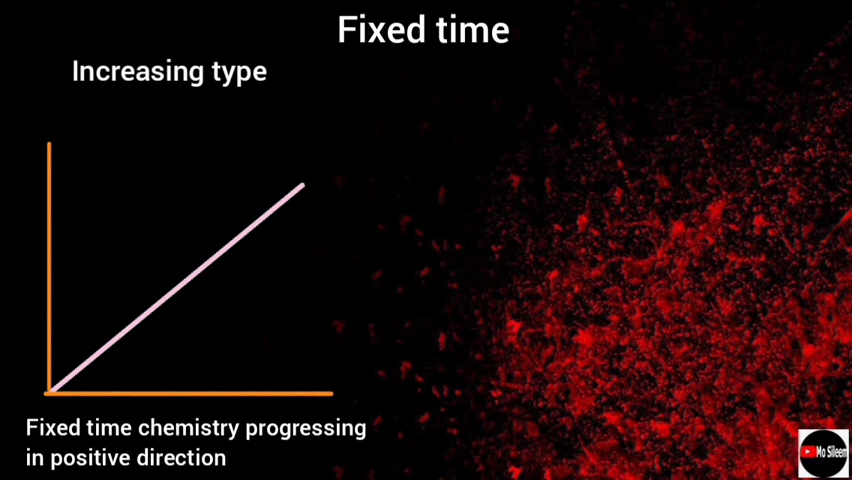 Fixed time
Increasing type
Fixed time chemistry progressing
in positive direction
Mo Sileem